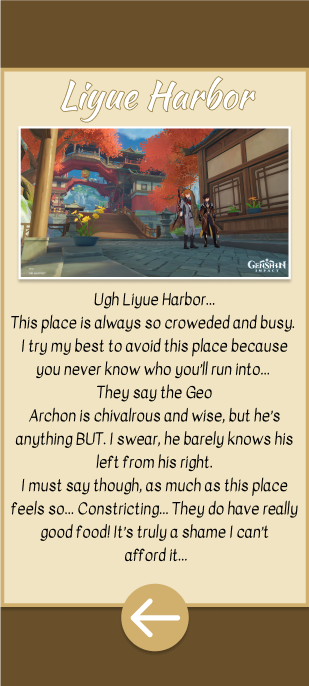 Liyue Harbor
GENSHIN
IMPACT
Ugh Liyue Harbor...
This place is always so croweded and busy.
I try my best to avoid this place because
you never know who you'll run into...
They say the Geo
Archon is chivalrous and wise, but he's
anything BUT. I swear, he barely knows his
left from his right.
I must say though, as much as this place
feels so... Constricting... They do have really
good food! It's truly a shame I can't
afford it...